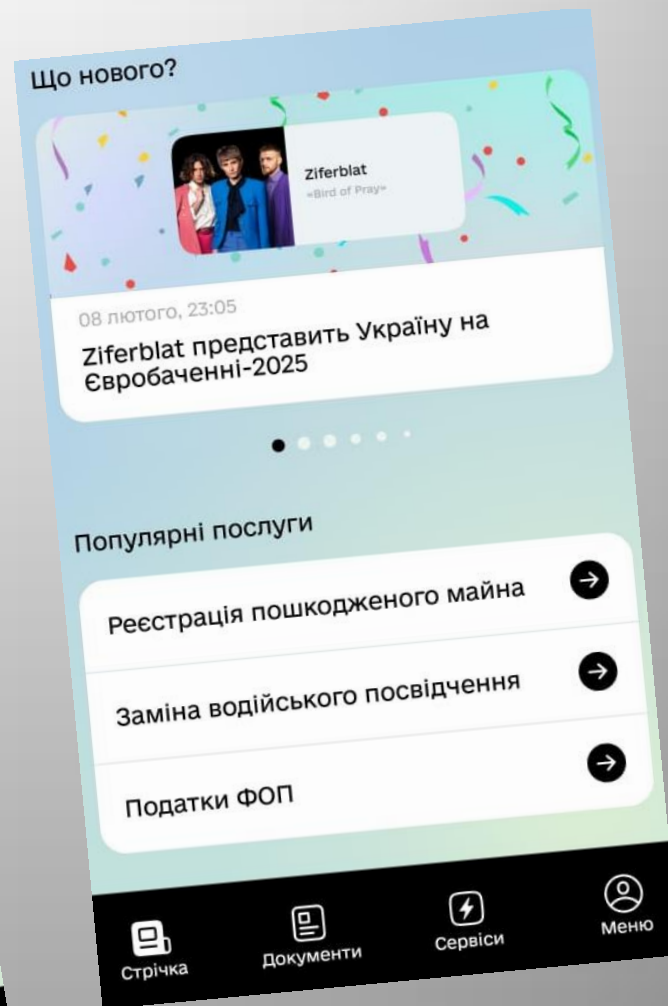 Що нового?
Ziferblat
«Bird of Pray»
08 лютого, 23:05
Ziferblat представить Україну на
Євробаченні-2025
Популярні послуги
Реєстрація пошкодженого майна
Заміна водійського посвідчення
Податки ФОП
Стрічка
Документи
Сервіси
Меню